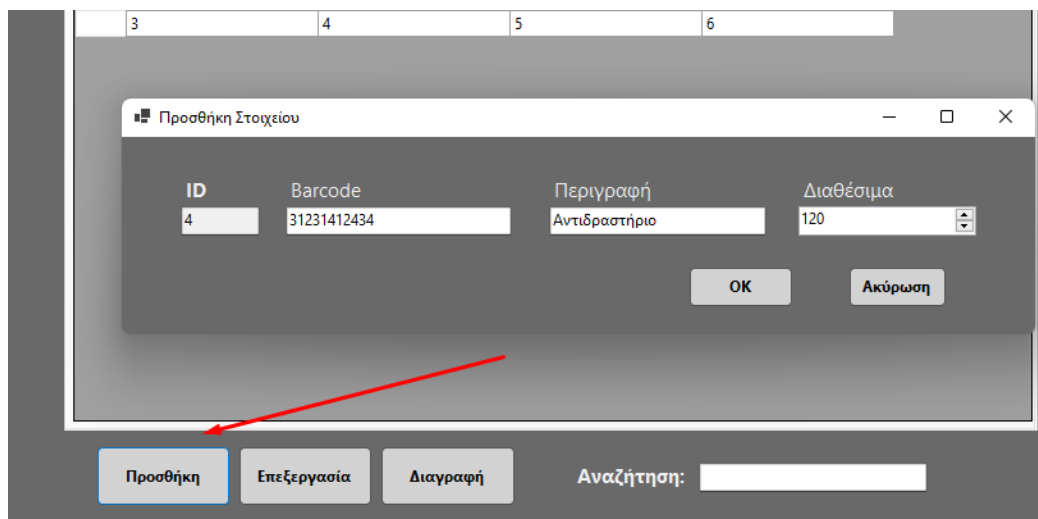 3 4 5 6
Προσθήκη Στοιχείου
ID Barcode Περιγραφή Διαθέσιμα
4 31231412434 Αντιδραστήριο 120
OK Ακύρωση
Προσθήκη Επεξεργασία Διαγραφή Αναζήτηση: